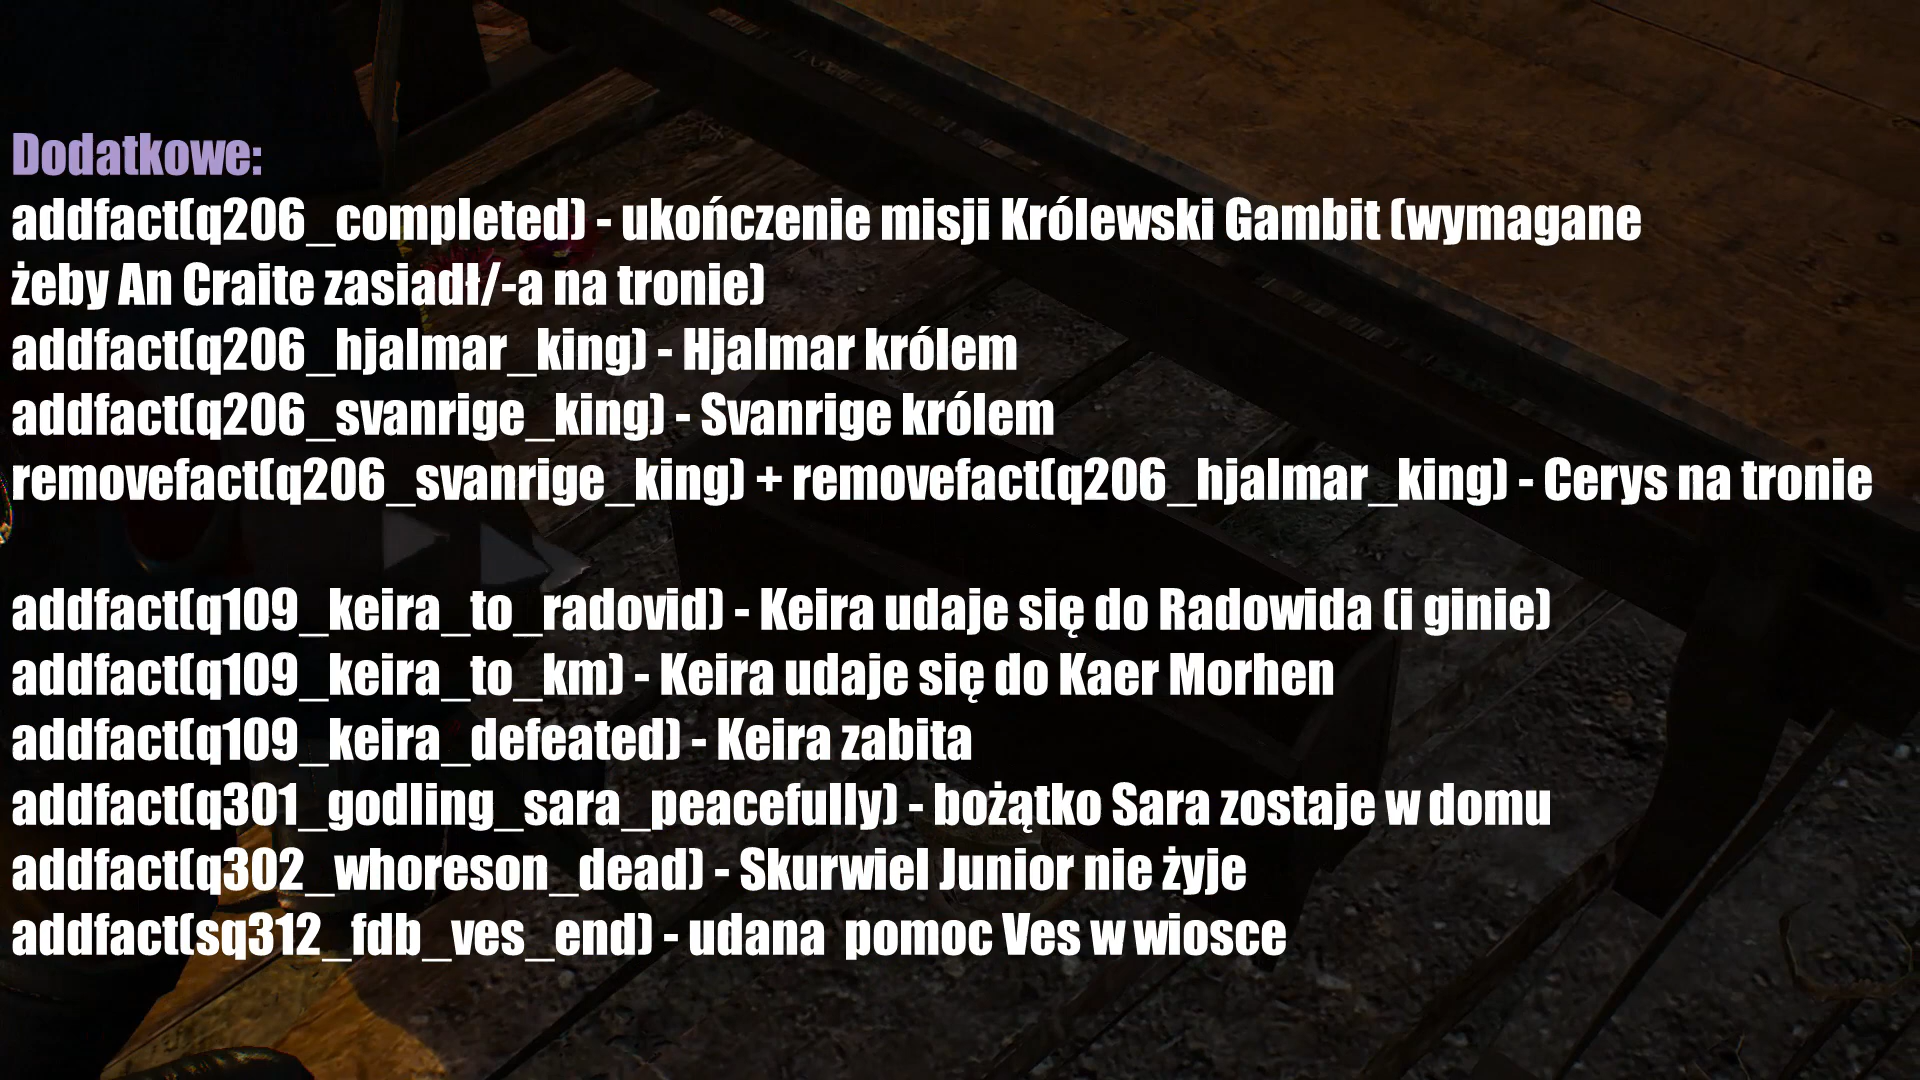 Dodatkowe:
addfact(q206_completed) - ukończenie misji Królewski Gambit (wymagane
żeby An Craite zasiadł/-a na tronie)
addfact(q206_hjalmar_king) - Hjalmar królem
addfact(q206_svanrige_king) - Svanrige królem
removefact(q206_svanrige_king) + removefact(q206_hjalmar_king) - Cerys na tronie
addfact(q109_keira_to_radovid) - Keira udaje się do Radowida (i ginie)
addfact(q109_keira_to_km) - Keira udaje się do Kaer Morhen
addfact(q109_keira_defeated) - Keira zabita
addfact(q301_godling_sara_peacefully) - bożątko Sara zostaje w domu
addfact(q302_whoreson_dead) - Skurwiel Junior nie żyje
addfact(sq312_fdb_ves_end) - udana  pomoc Ves w wiosce